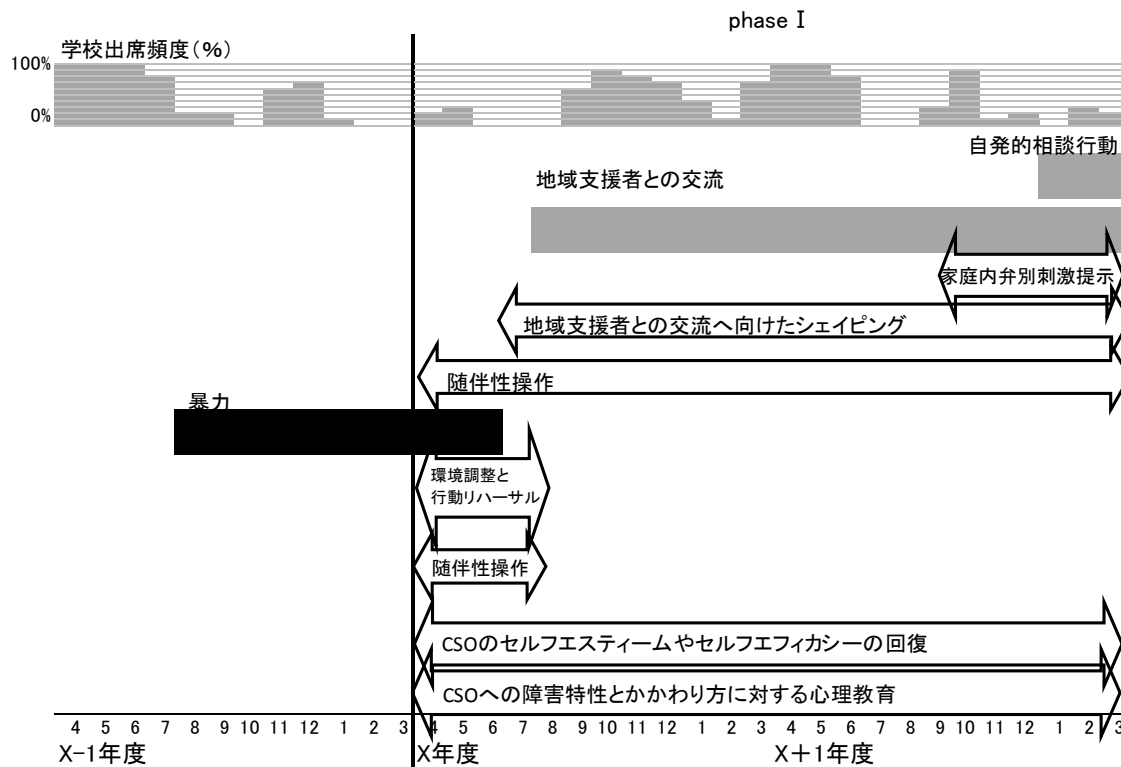 phase Ⅰ
学校出席頻度(%)
100%
0%
自発的相談行動
地域支援者との交流
家庭内弁別刺激提示
地域支援者との交流へ向けたシェイピング
随伴性操作
暴力
環境調整と
行動リハーサル
随伴性操作
CSOのセルフエスティームやセルフエフィカシーの回復
CSOへの障害特性とかかわり方に対する心理教育
4 5 6 7 8 9 10 11 12 1 2 3 4 5 6 7 8 9 10 11 12 1 2 3 4 5 6 7 8 9 10 11 12 1 2 3
X-1年度 X年度 X+1年度